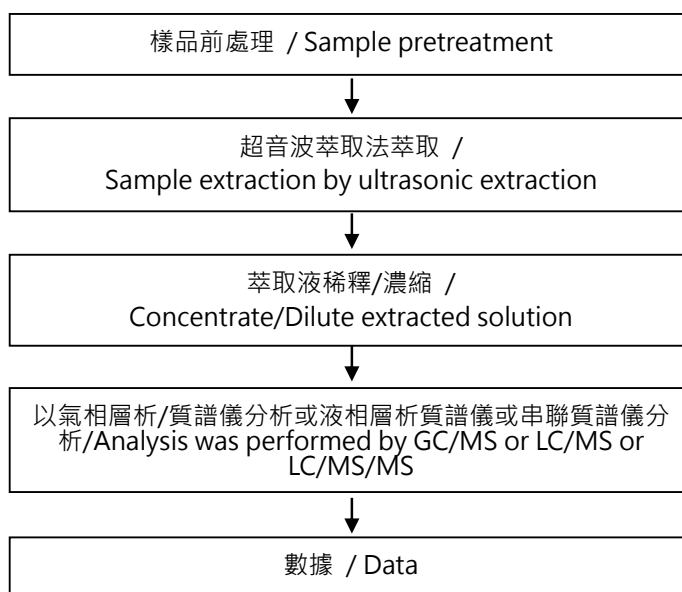 樣品前處理 / Sample pretreatment
超音波萃取法萃取 /
Sample extraction by ultrasonic extraction
萃取液稀釋/濃縮 /
Concentrate/Dilute extracted solution
以氣相層析/質譜儀分析或液相層析質譜儀或串聯質譜儀分
析/Analysis was performed by GC/MS or LC/MS or
LC/MS/MS
數據 / Data